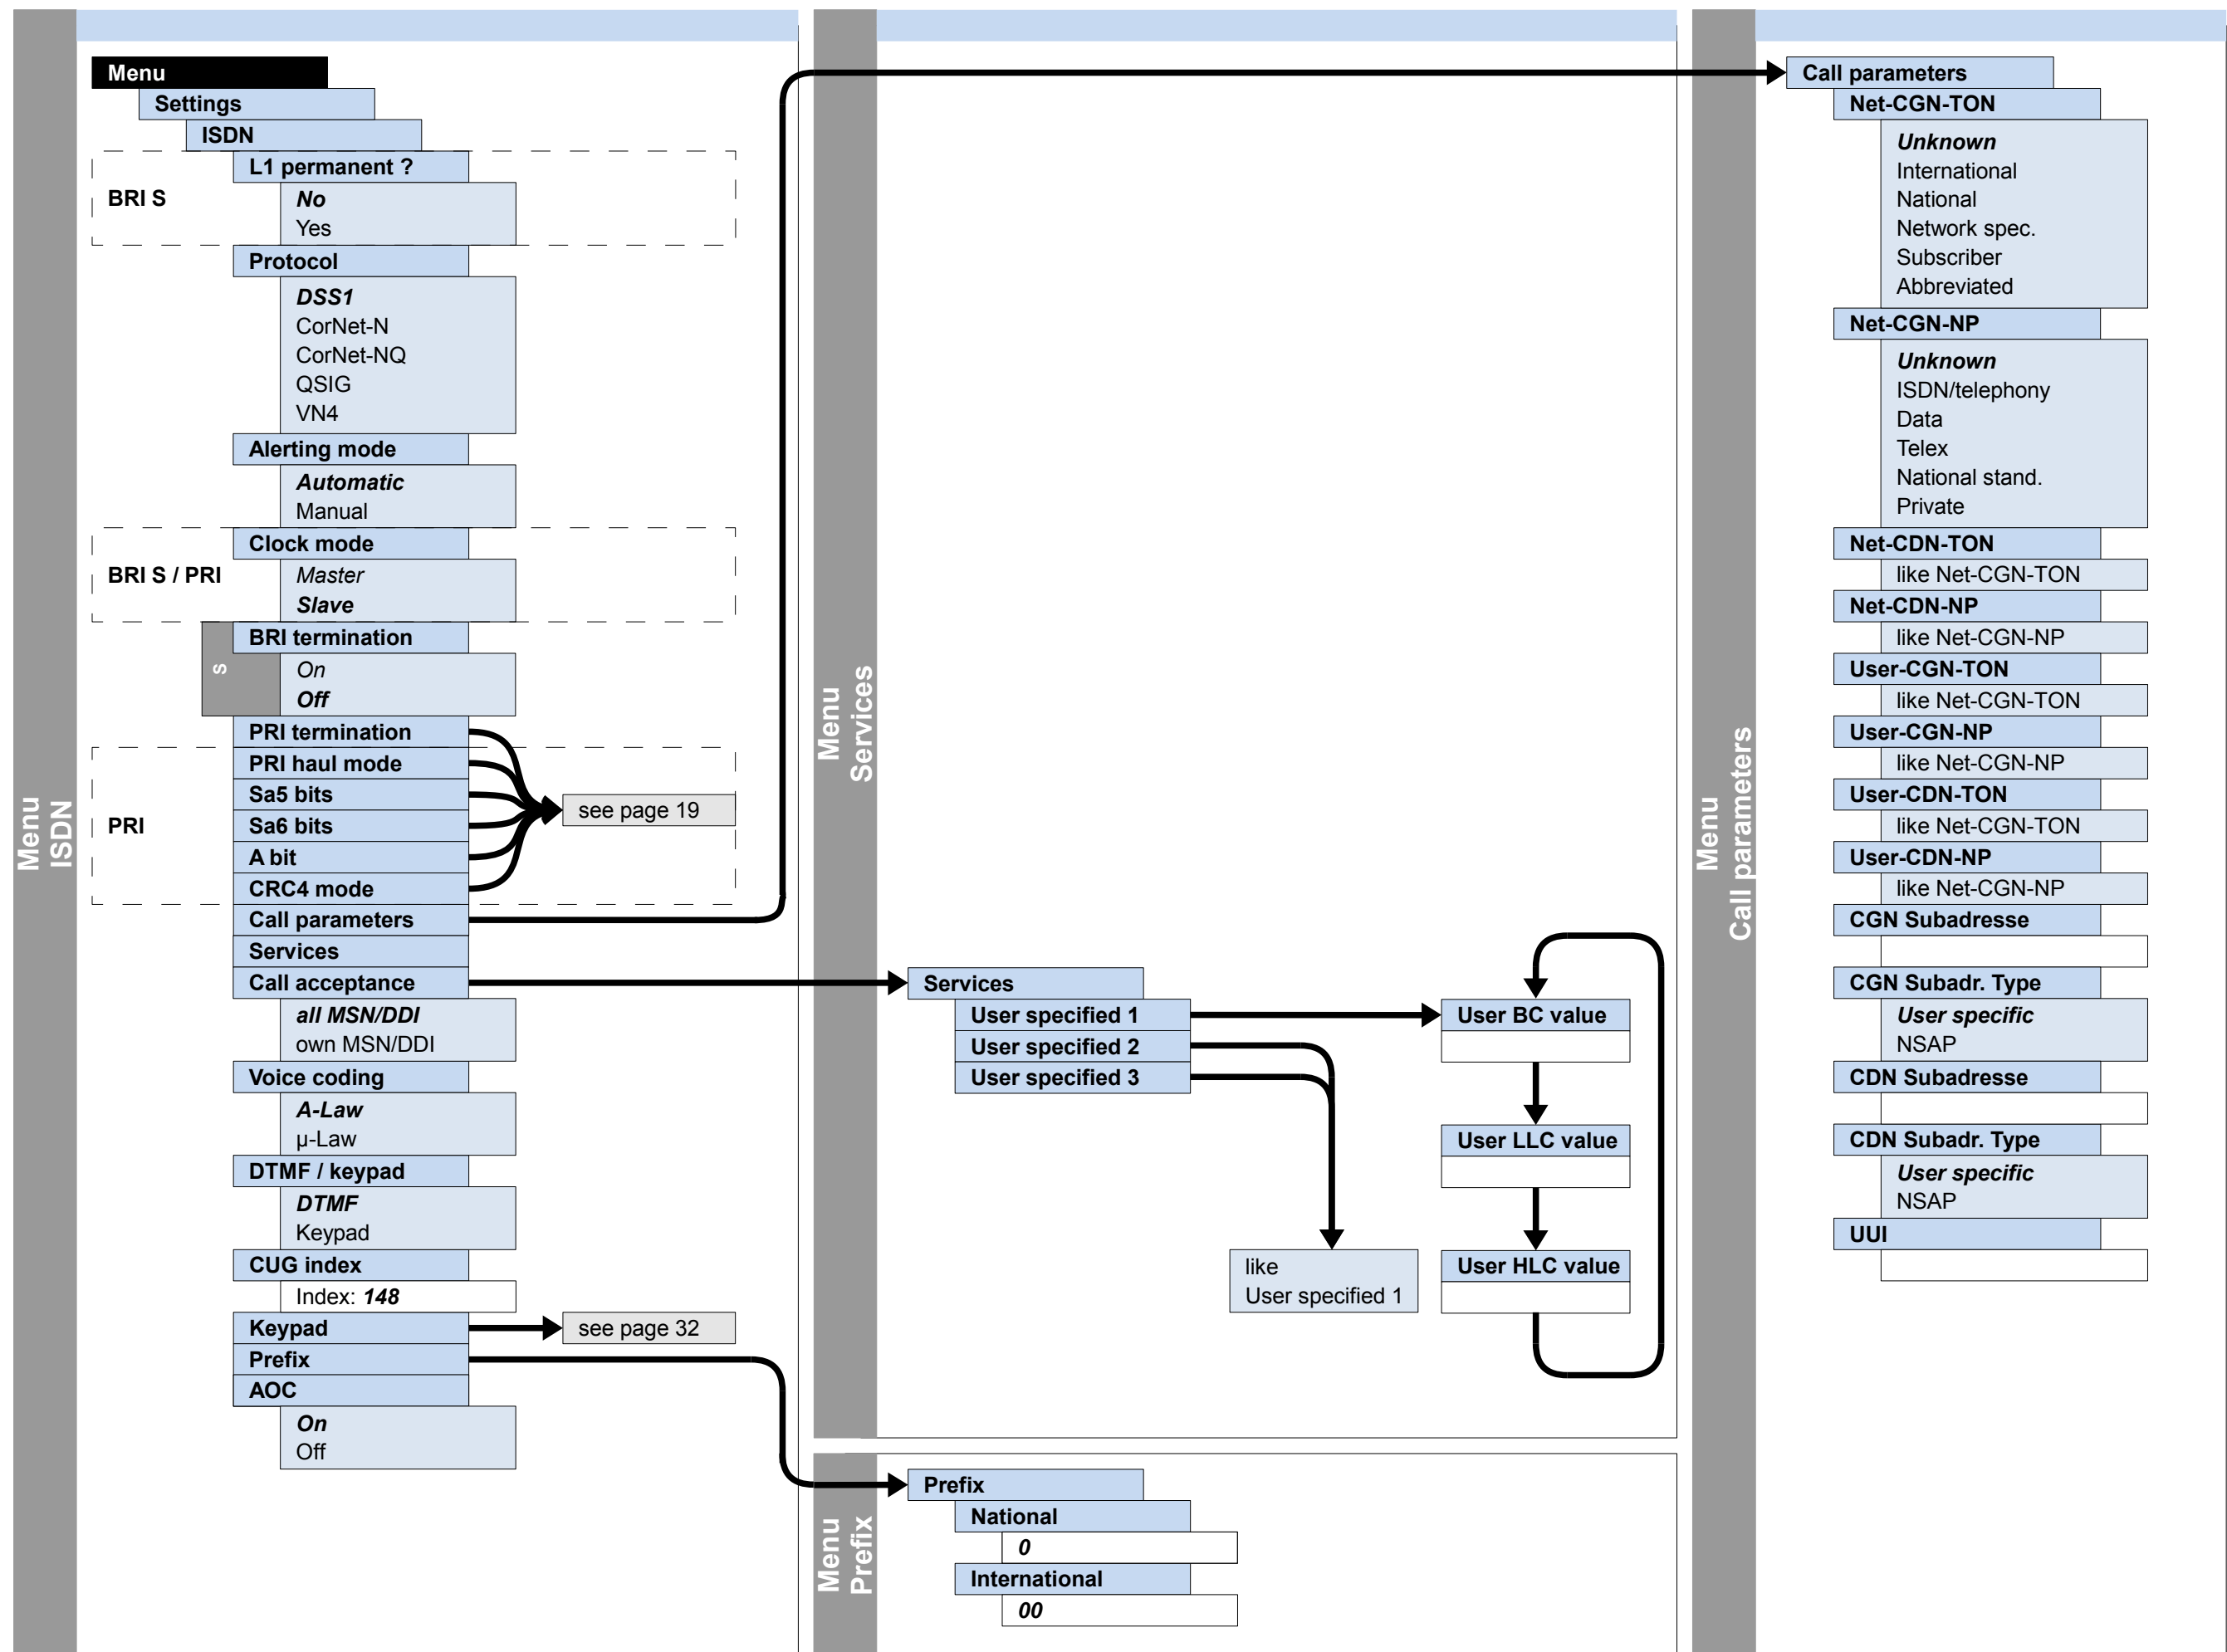 Menu
ISDN
Menu
Settings
ISDN
L1 permanent ?
BRI S
No
Yes
Protocol
DSS1
CorNet-N
CorNet-NQ
QSIG
VN4
Alerting mode
Automatic
Manual
Clock mode
BRI S / PRI
Master
Slave
BRI termination
S
On
Off
PRI termination
PRI haul mode
Sa5 bits
see page 19
Sa6 bits
PRI
A bit
CRC4 mode
Call parameters
Services
Call acceptance
all MSN/DDI
own MSN/DDI
Voice coding
A-Law
µ-Law
DTMF / keypad
DTMF
Keypad
CUG index
Index: 148
Keypad
see page 32
Prefix
AOC
On
Off
Menu
Services
Services
User specified 1
User specified 2
User specified 3
User BC value
User LLC value
User HLC value
like
User specified 1
Menu
Prefix
Prefix
National
0
International
00
Menu
Call parameters
Call parameters
Net-CGN-TON
Unknown
International
National
Network spec.
Subscriber
Abbreviated
Net-CGN-NP
Unknown
ISDN/telephony
Data
Telex
National stand.
Private
Net-CDN-TON
like Net-CGN-TON
Net-CDN-NP
like Net-CGN-NP
User-CGN-TON
like Net-CGN-TON
User-CGN-NP
like Net-CGN-NP
User-CDN-TON
like Net-CGN-TON
User-CDN-NP
like Net-CGN-NP
CGN Subadresse
CGN Subadr. Type
User specific
NSAP
CDN Subadresse
CDN Subadr. Type
User specific
NSAP
UUI